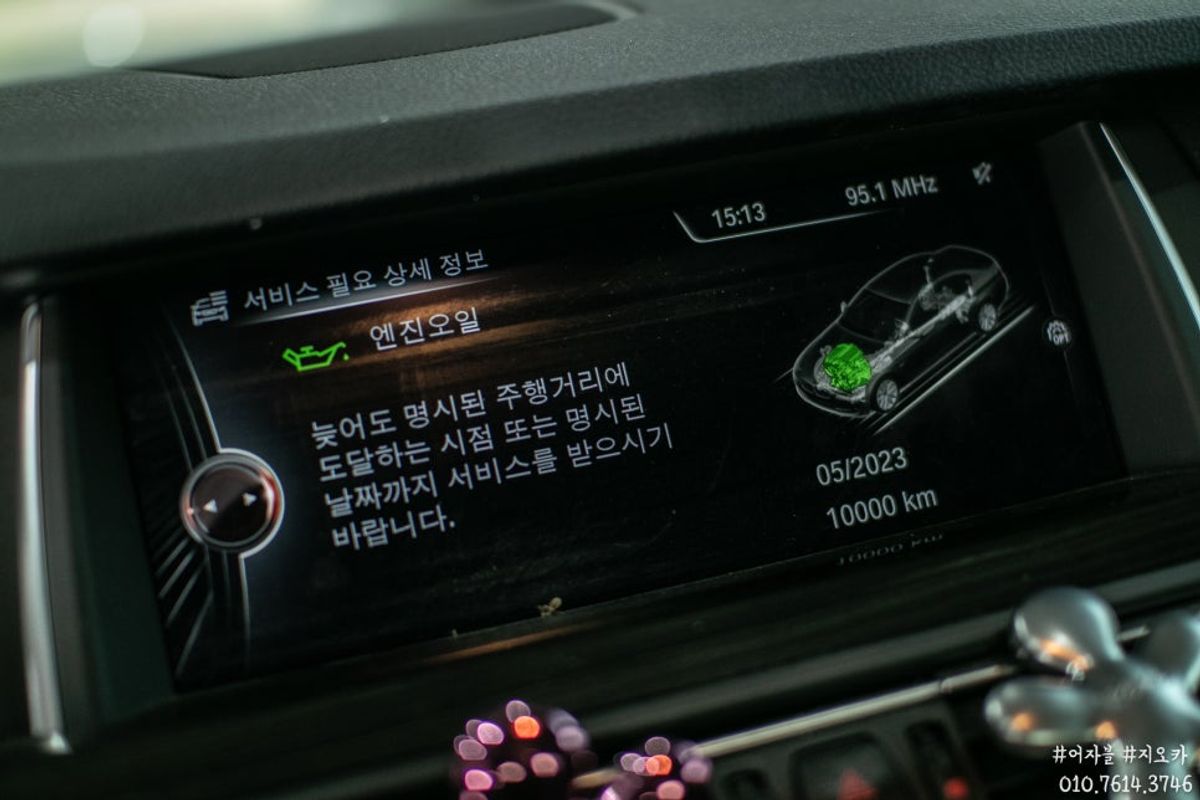 15:13
95.1 MHz
서비스 필요 상세 정보
엔진오일
늦어도 명시된 주행거리에
도달하는 시점 또는 명시된
날짜까지 서비스를 받으시기
바랍니다.
OPT
05/2023
10000 km
#어자블 #지오카
010.7614.3746